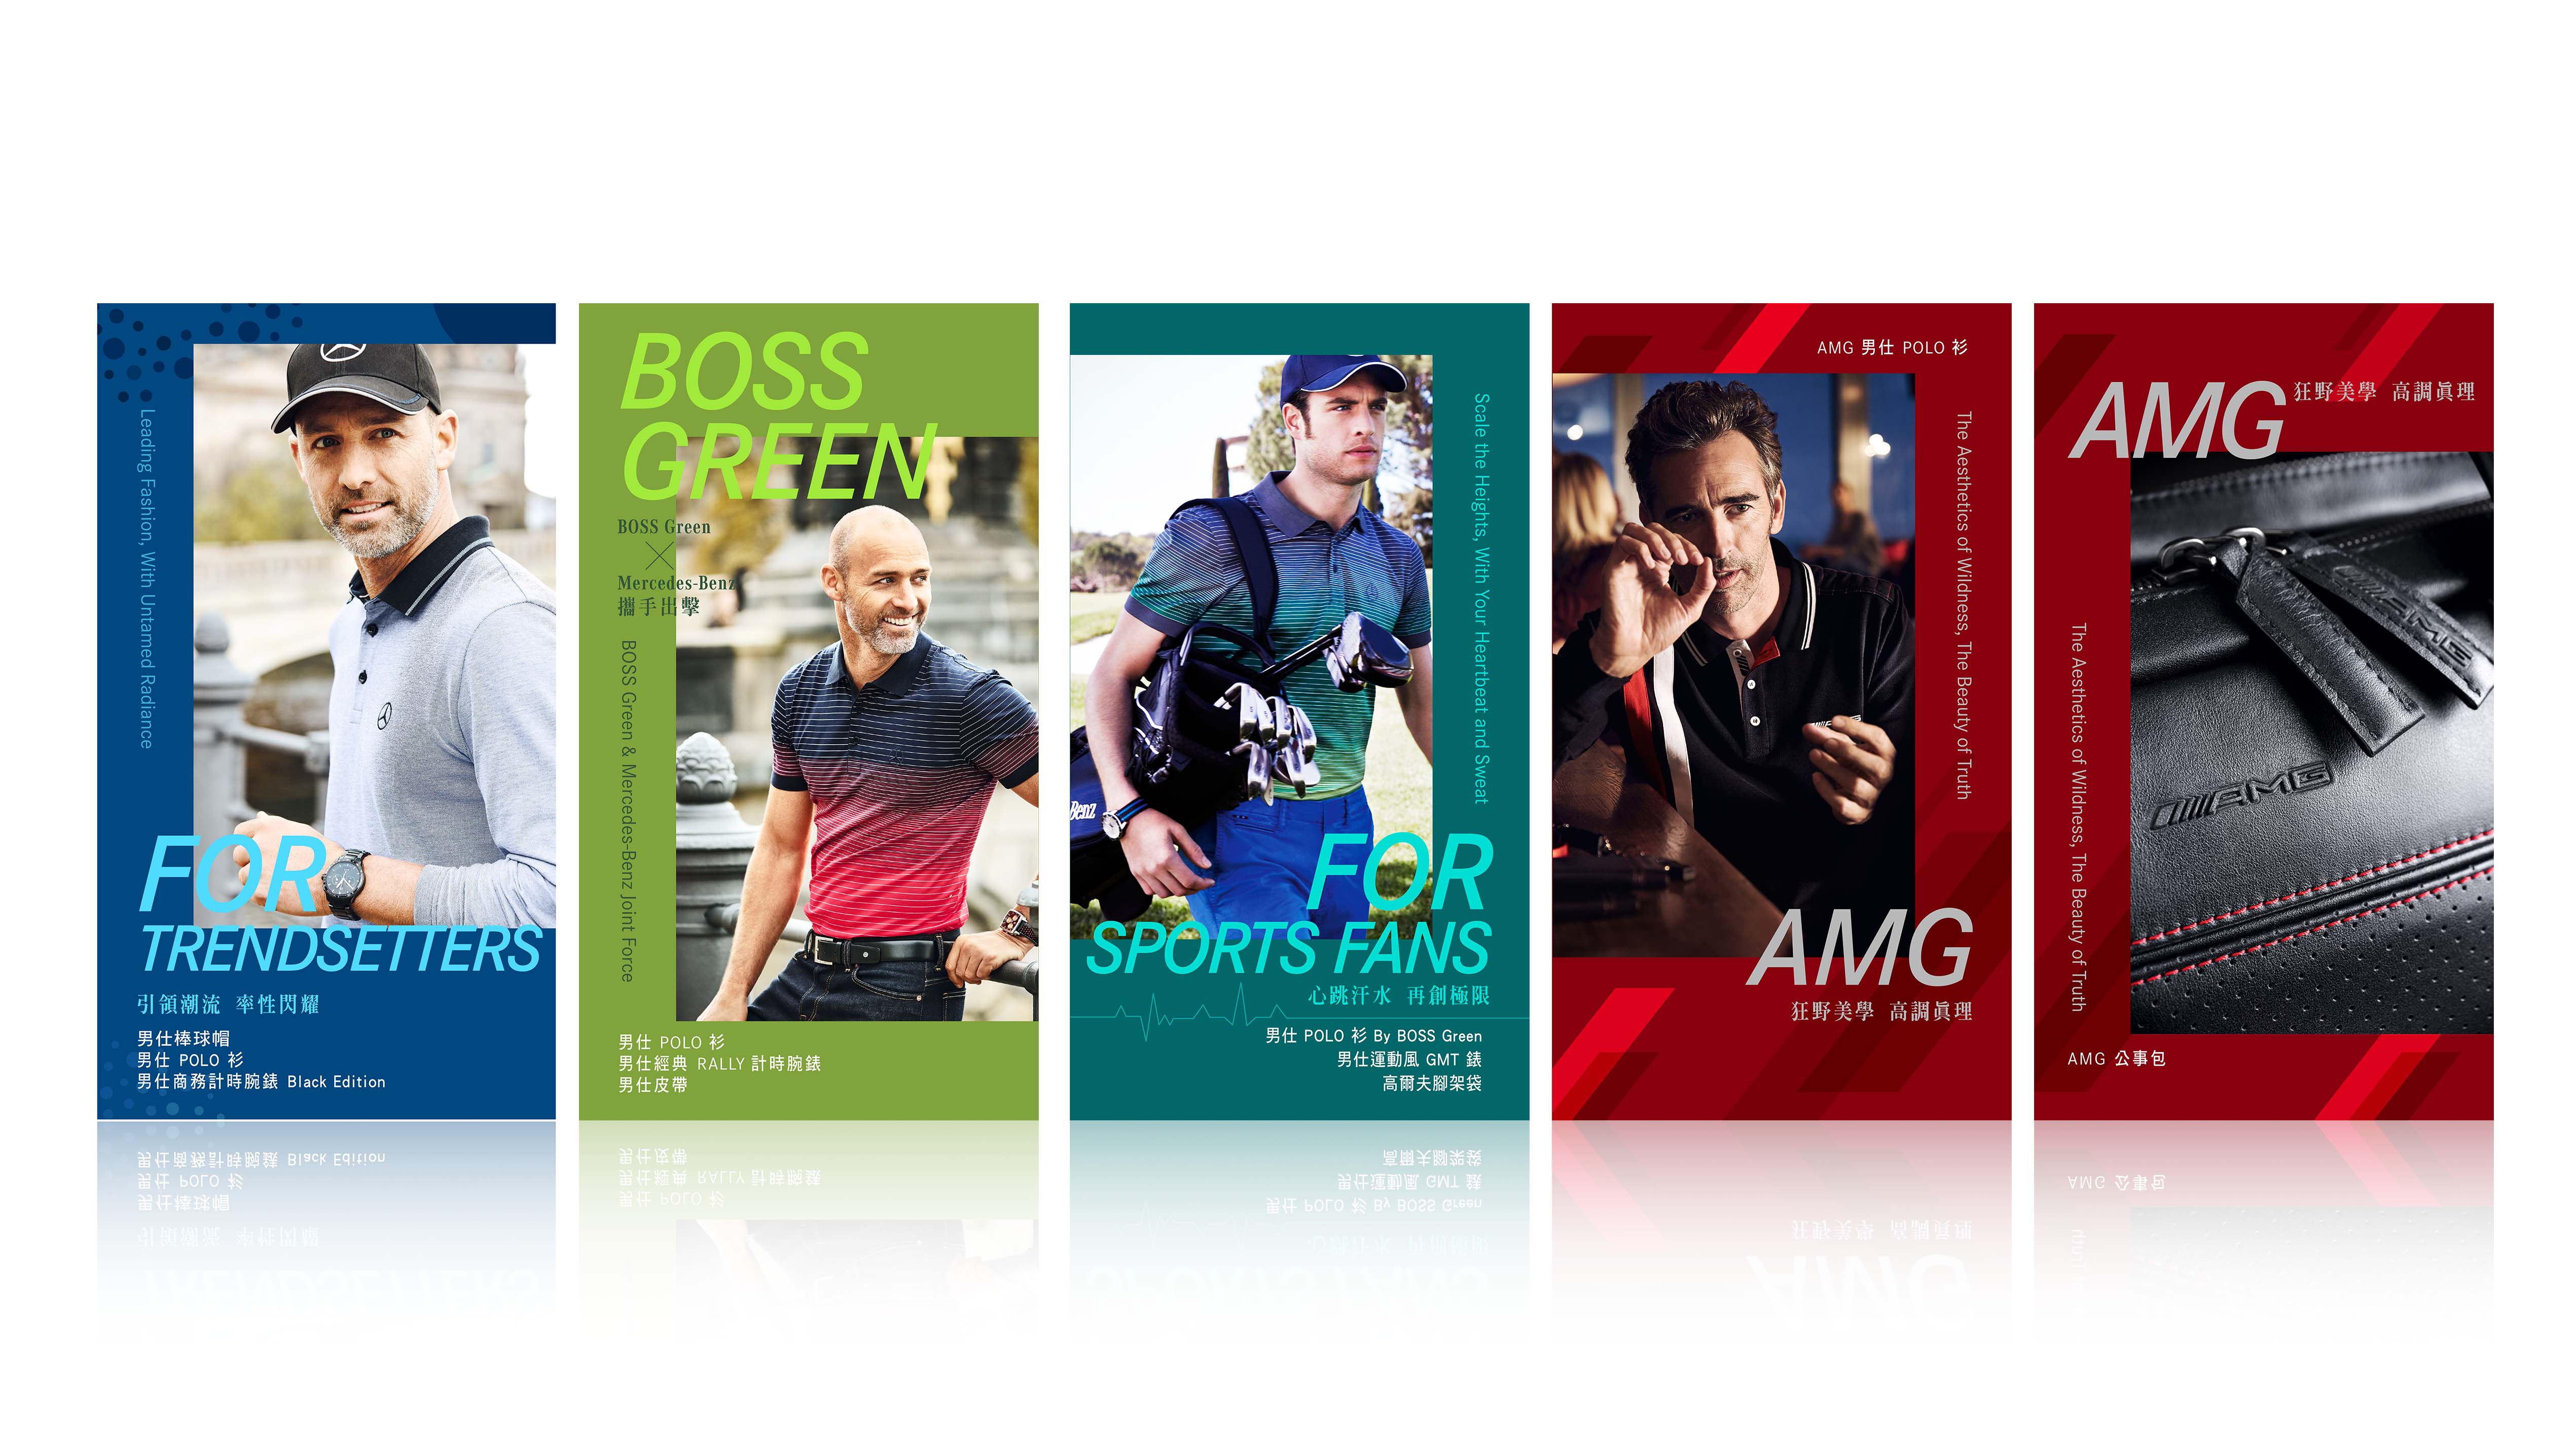 Leading Fashion, With Untamed Radiance
FOR
TRENDSETTERS
引領潮流 率性閃耀
男仕棒球帽
男仕 POLO 衫
男仕商務計時腕錶 Black Edition
BOSS
GREEN
BOSS Green
Mercedes-Benz
攜手出擊
BOSS Green & Mercedes-Benz Joint Force
男仕 POLO 衫
男仕經典 RALLY 計時腕錶
男仕皮帶
Scale the Heights, With Your Heartbeat and Sweat
Benz
FOR
SPORTS FANS
心跳汗水 再創極限
男仕 POLO 衫 By BOSS Green
男仕運動風 GMT 錶
高爾夫腳架袋
AMG 男仕 POLO 衫
The Aesthetics of Wildness, The Beauty of Truth
AMG
狂野美學 高調眞理
AMG
狂野美學 高調眞理
AMG
AMG
The Aesthetics of Wildness, The Beauty of Truth
AMG 公事包